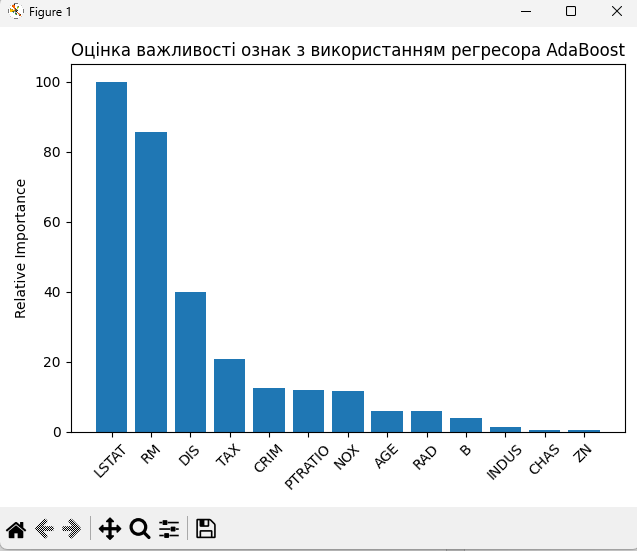 Figure 1
Оцінка важливості ознак з використанням регресора AdaBoost
100
80
60
40
20
0
Relative Importance
LSTAT
RM
DIS
TAX
CRIM
PTRATIO
NOX
AGE
RAD
B
INDUS
CHAS
ZN